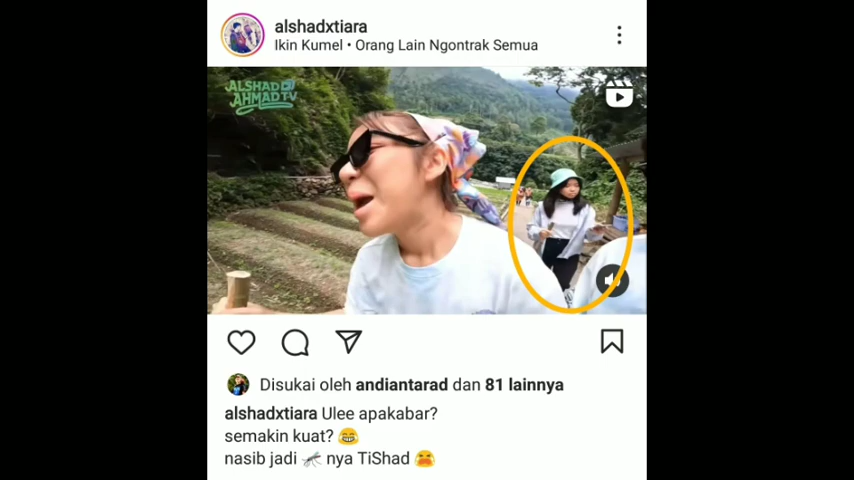 alshadxtiara
Ikin Kumel • Orang Lain Ngontrak Semua
ALSHAD
AHMAD TV
Disukai oleh andiantarad dan 81 lainnya
alshadxtiara Ulee apakabar?
semakin kuat? 😂
nasib jadi 🦟 nya TiShad 😫